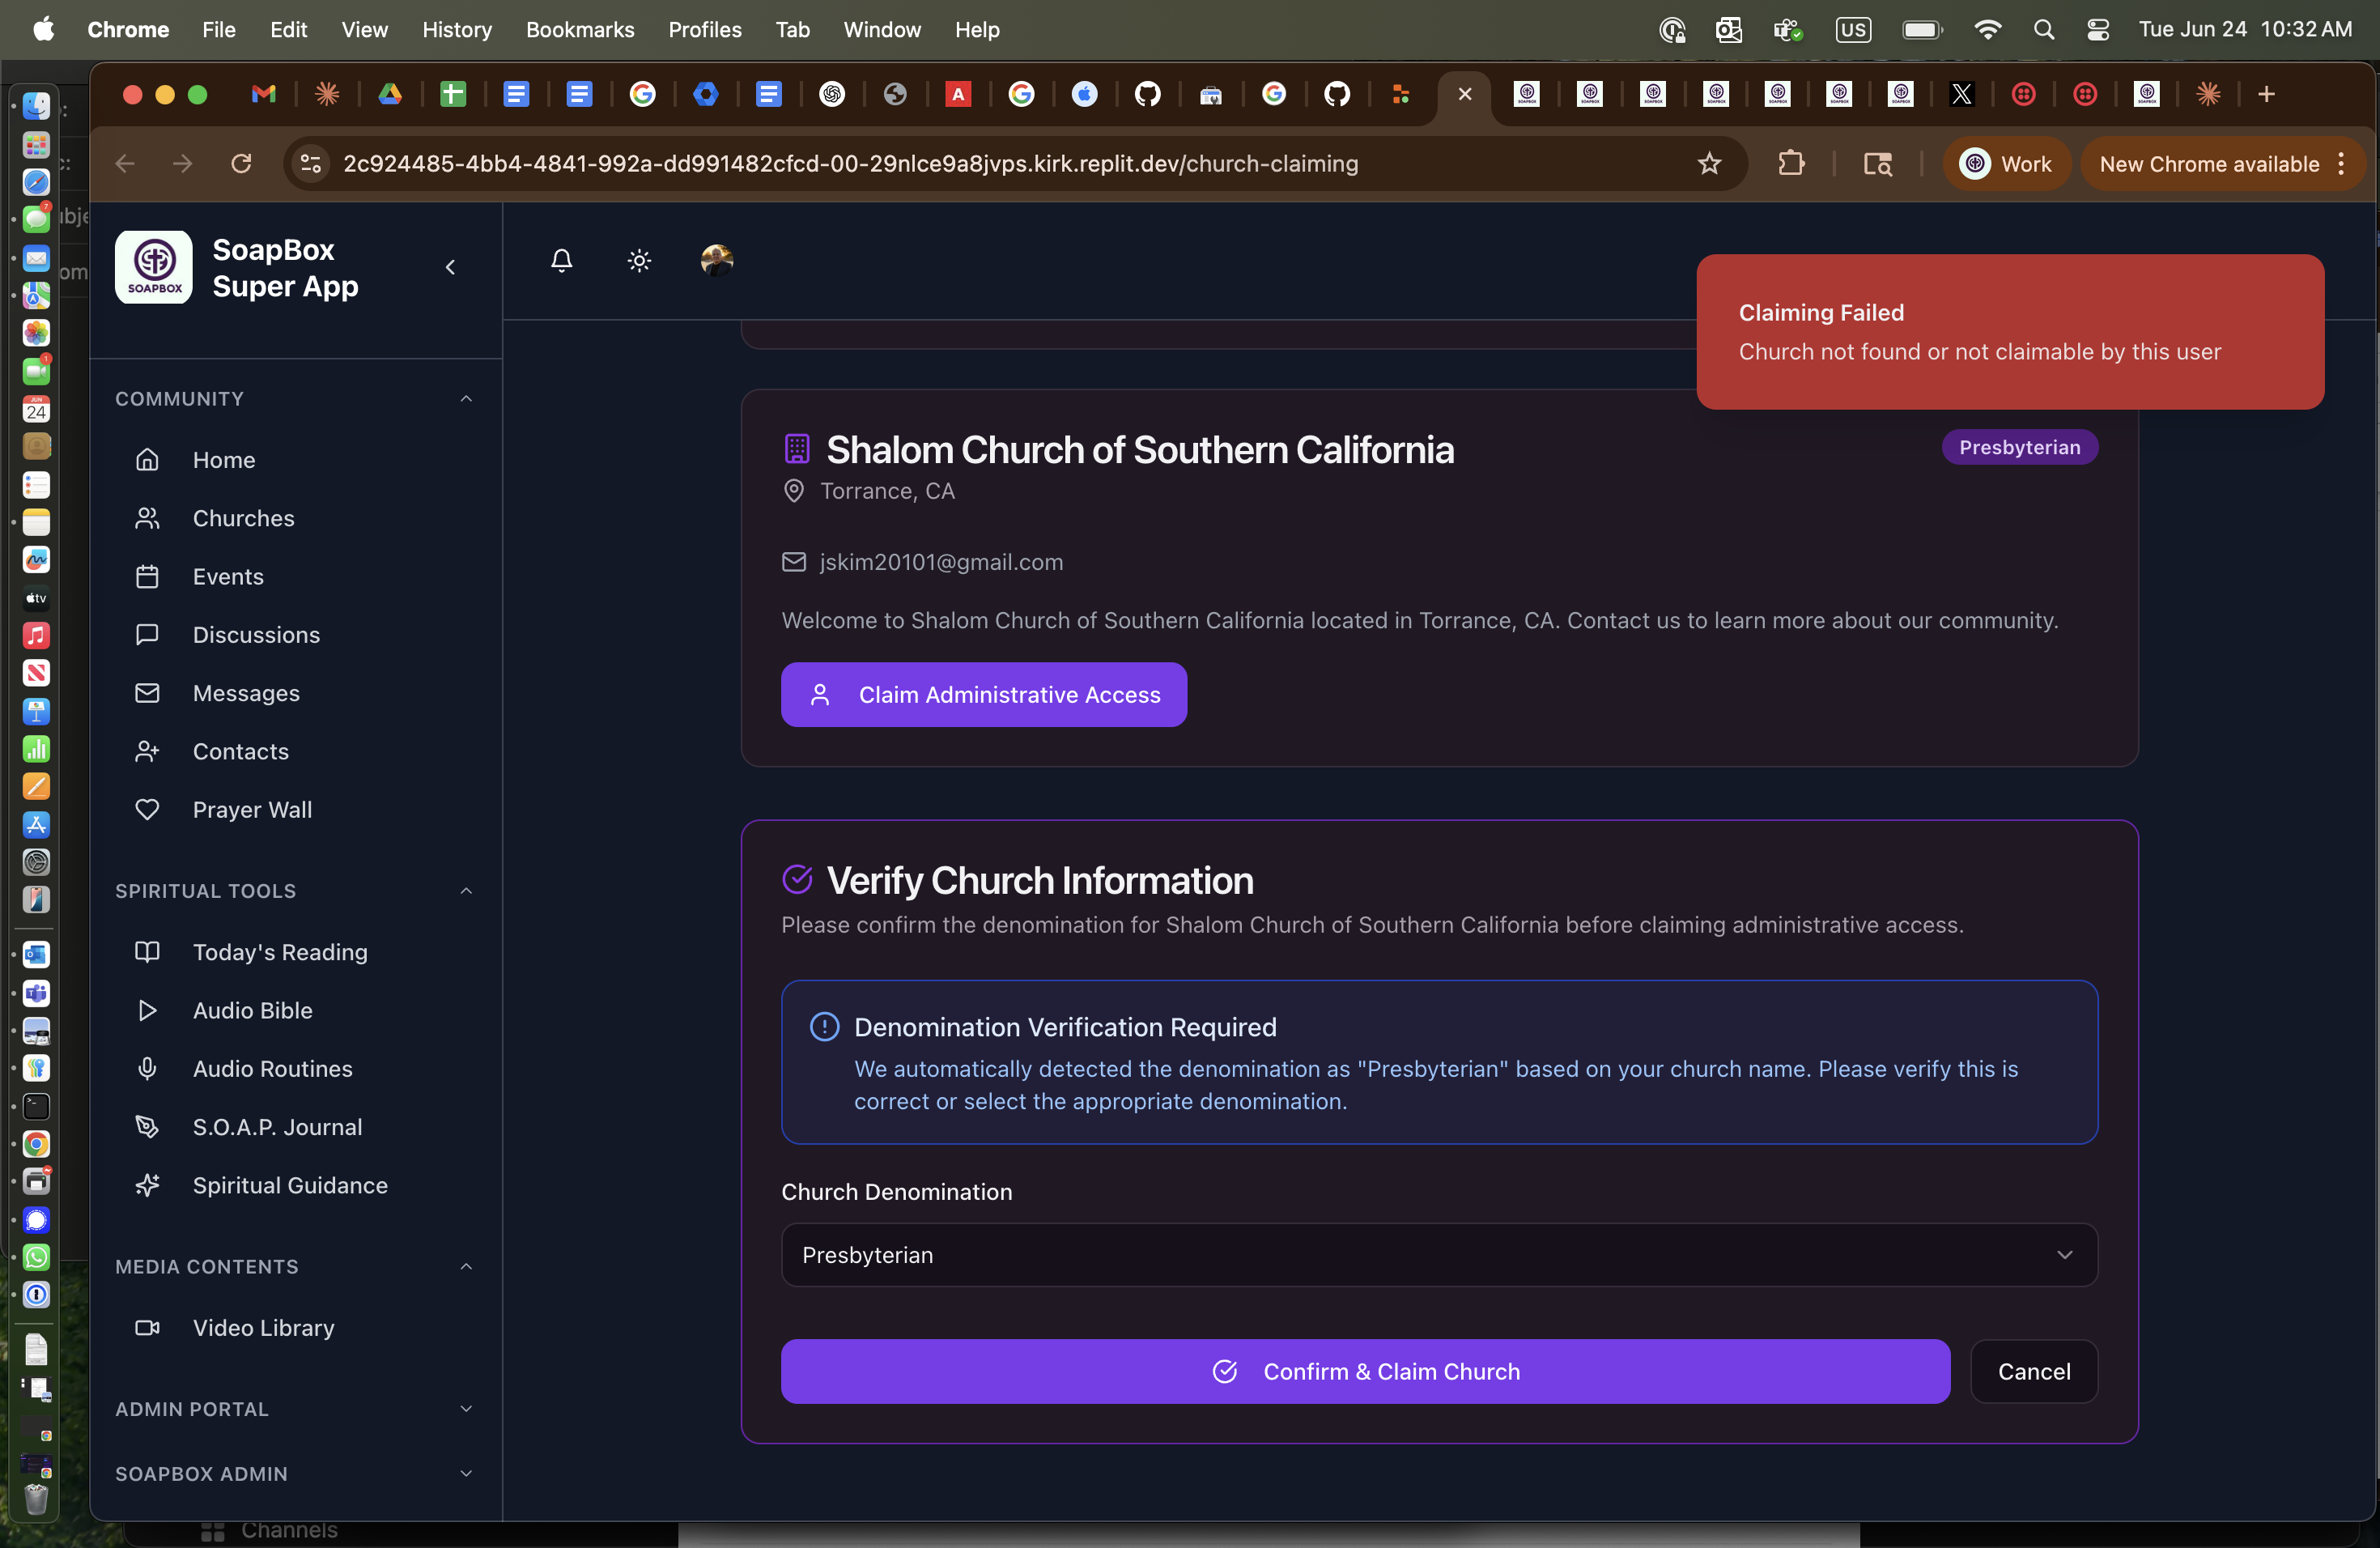 Chrome File Edit View History Bookmarks Profiles Tab Window Help US Tue Jun 24 10:32 AM
2c924485-4bb4-4841-992a-dd991482cfcd-00-29nlce9a8jvps.kirk.replit.dev/church-claiming
Work
New Chrome available
SOAPBOX
SoapBox
Super App
COMMUNITY
Home
Churches
Events
Discussions
Messages
Contacts
Prayer Wall
SPIRITUAL TOOLS
Today's Reading
Audio Bible
Audio Routines
S.O.A.P. Journal
Spiritual Guidance
MEDIA CONTENTS
Video Library
ADMIN PORTAL
SOAPBOX ADMIN
Claiming Failed
Church not found or not claimable by this user
Shalom Church of Southern California
Presbyterian
Torrance, CA
jskim20101@gmail.com
Welcome to Shalom Church of Southern California located in Torrance, CA. Contact us to learn more about our community.
Claim Administrative Access
Verify Church Information
Please confirm the denomination for Shalom Church of Southern California before claiming administrative access.
Denomination Verification Required
We automatically detected the denomination as "Presbyterian" based on your church name. Please verify this is
correct or select the appropriate denomination.
Church Denomination
Presbyterian
Confirm & Claim Church
Cancel
Channels